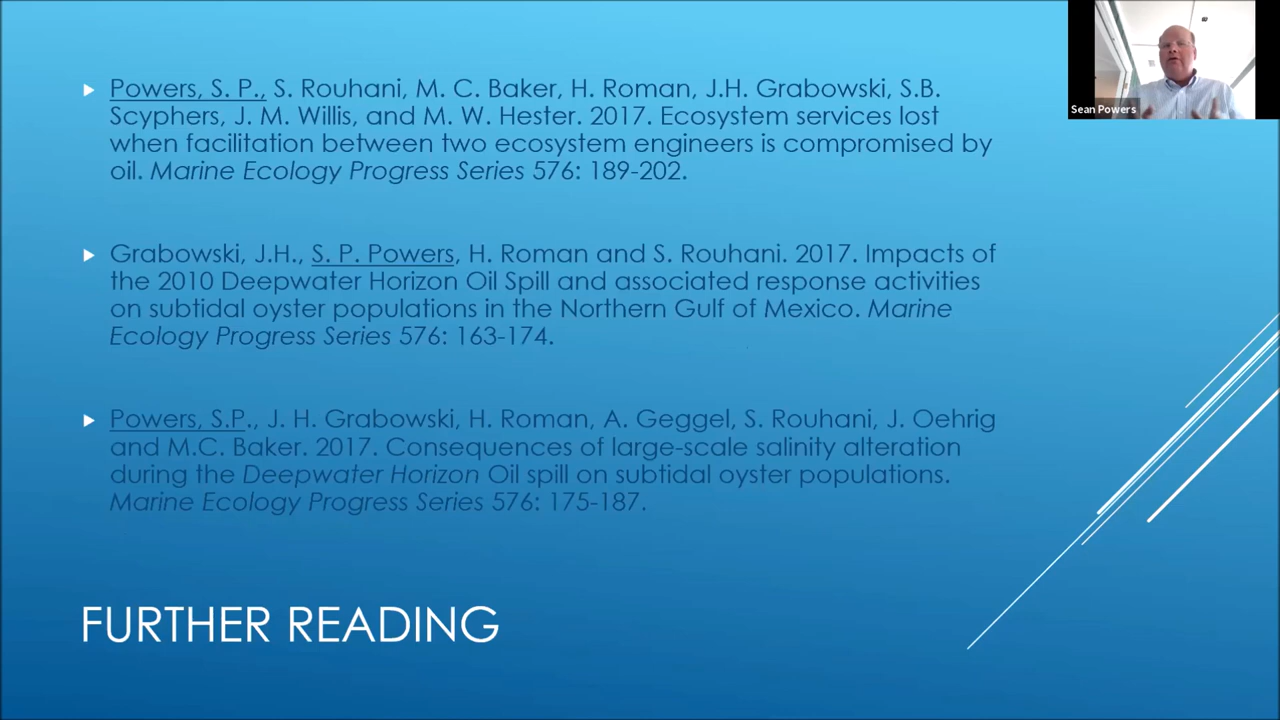 Powers, S. P., S. Rouhani, M. C. Baker, H. Roman, J.H. Grabowski, S.B.
Scyphers, J. M. Willis, and M. W. Hester. 2017. Ecosystem services lost
when facilitation between two ecosystem engineers is compromised by
oil. Marine Ecology Progress Series 576: 189-202.
Grabowski, J.H., S. P. Powers, H. Roman and S. Rouhani. 2017. Impacts of
the 2010 Deepwater Horizon Oil Spill and associated response activities
on subtidal oyster populations in the Northern Gulf of Mexico. Marine
Ecology Progress Series 576: 163-174.
Powers, S.P., J. H. Grabowski, H. Roman, A. Geggel, S. Rouhani, J. Oehrig
and M.C. Baker. 2017. Consequences of large-scale salinity alteration
during the Deepwater Horizon Oil spill on subtidal oyster populations.
Marine Ecology Progress Series 576: 175-187.
FURTHER READING
Sean Powers